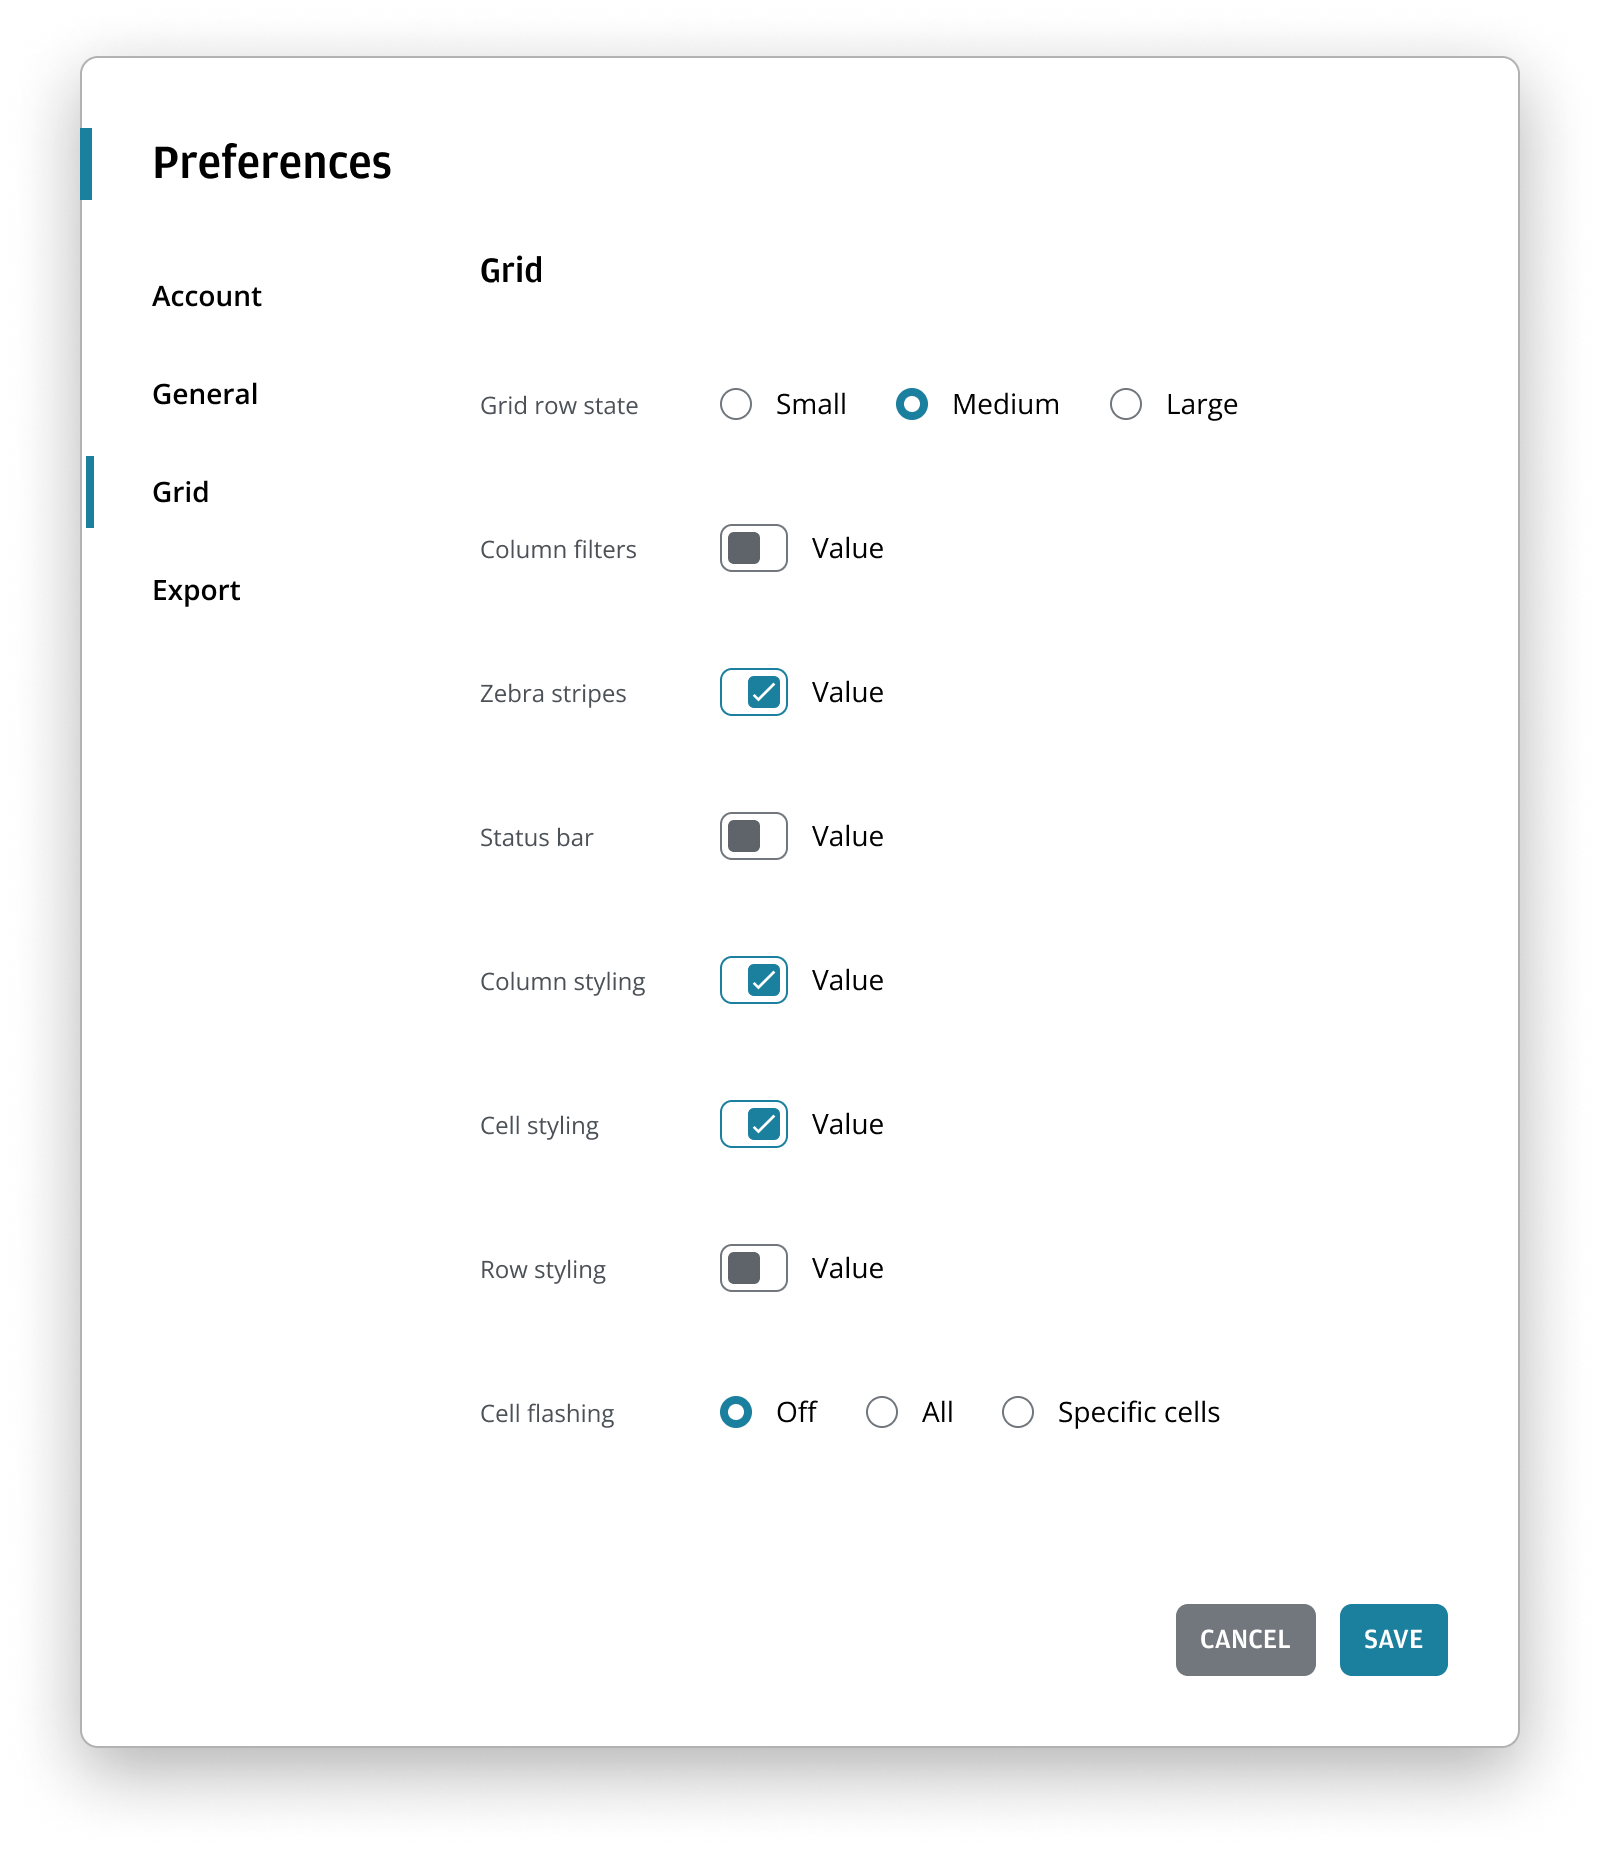 Preferences
Account
General
Grid
Export
Grid
Grid row state Small Medium Large
Column filters Value
Zebra stripes Value
Status bar Value
Column styling Value
Cell styling Value
Row styling Value
Cell flashing Off All Specific cells
CANCEL SAVE